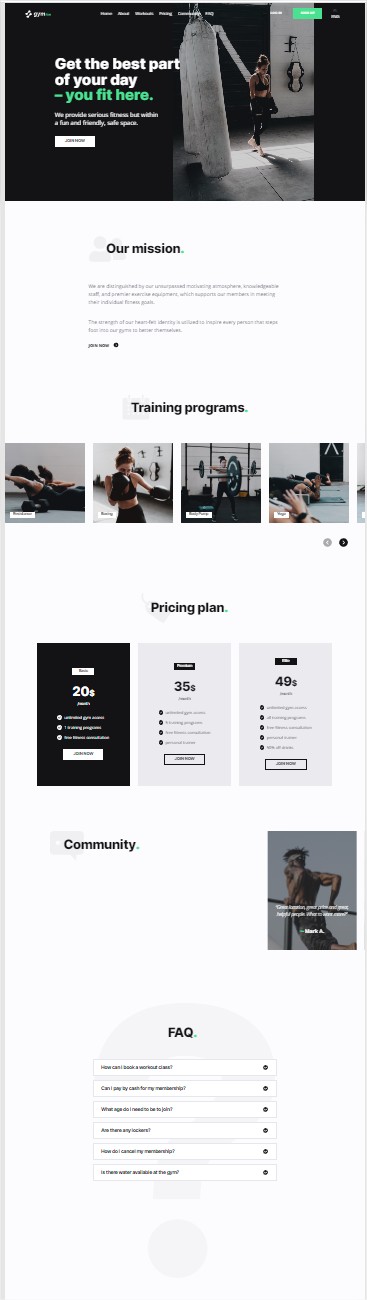 gym
Home About Workouts Pricing Community FAQ
Get the best part
of your day
– you fit here.
We provide serious fitness but within
a fun and friendly, safe space.
JOIN NOW
Our mission.
We are distinguished by our unsurpassed motivating atmosphere, knowledgeable
staff, and premier exercise equipment, which supports our members in meeting
their individual fitness goals.
The strength of our heart-felt identity is utilized to inspire every person that steps
foot into our gyms to better themselves.
JOIN NOW
Training programs.
Boxing
Body Pump
Yoga
Pricing plan.
Basic
20$
/month
unlimited gym access
1 training programs
free fitness consultation
JOIN NOW
Premium
35$
/month
unlimited gym access
training programs
free fitness consultation
personal trainer
JOIN NOW
Elite
49$
/month
unlimited gym access
all training programs
free fitness consultation
personal trainer
JOIN NOW
Community.
"Great location, great price and great,
helpful people. What to want more?"
– Mark A.
FAQ.
How can I book a workout class?
Can I pay by cash for my membership?
What age do I need to be to join?
Are there any lockers?
How do I cancel my membership?
Is there water available at the gym?